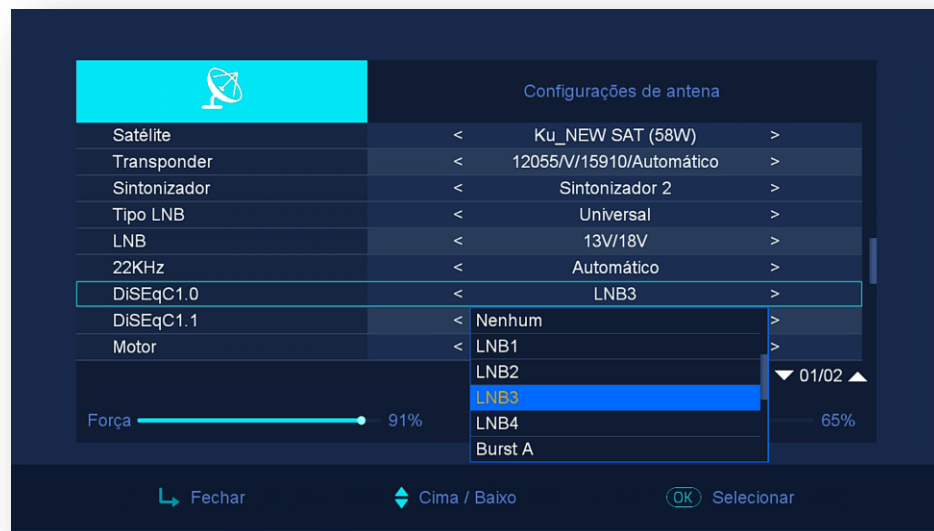 Configurações de antena
Satélite < Ku_NEW SAT (58W) >
Transponder < 12055/V/15910/Automático >
Sintonizador < Sintonizador 2 >
Tipo LNB < Universal >
LNB < 13V/18V >
22KHz < Automático >
DiSEqC1.0 < LNB3 >
DiSEqC1.1 < Nenhum >
Motor < LNB1 >
LNB2
01/02
LNB3
Força 91% LNB4 65%
Burst A
Fechar Cima / Baixo OK Selecionar